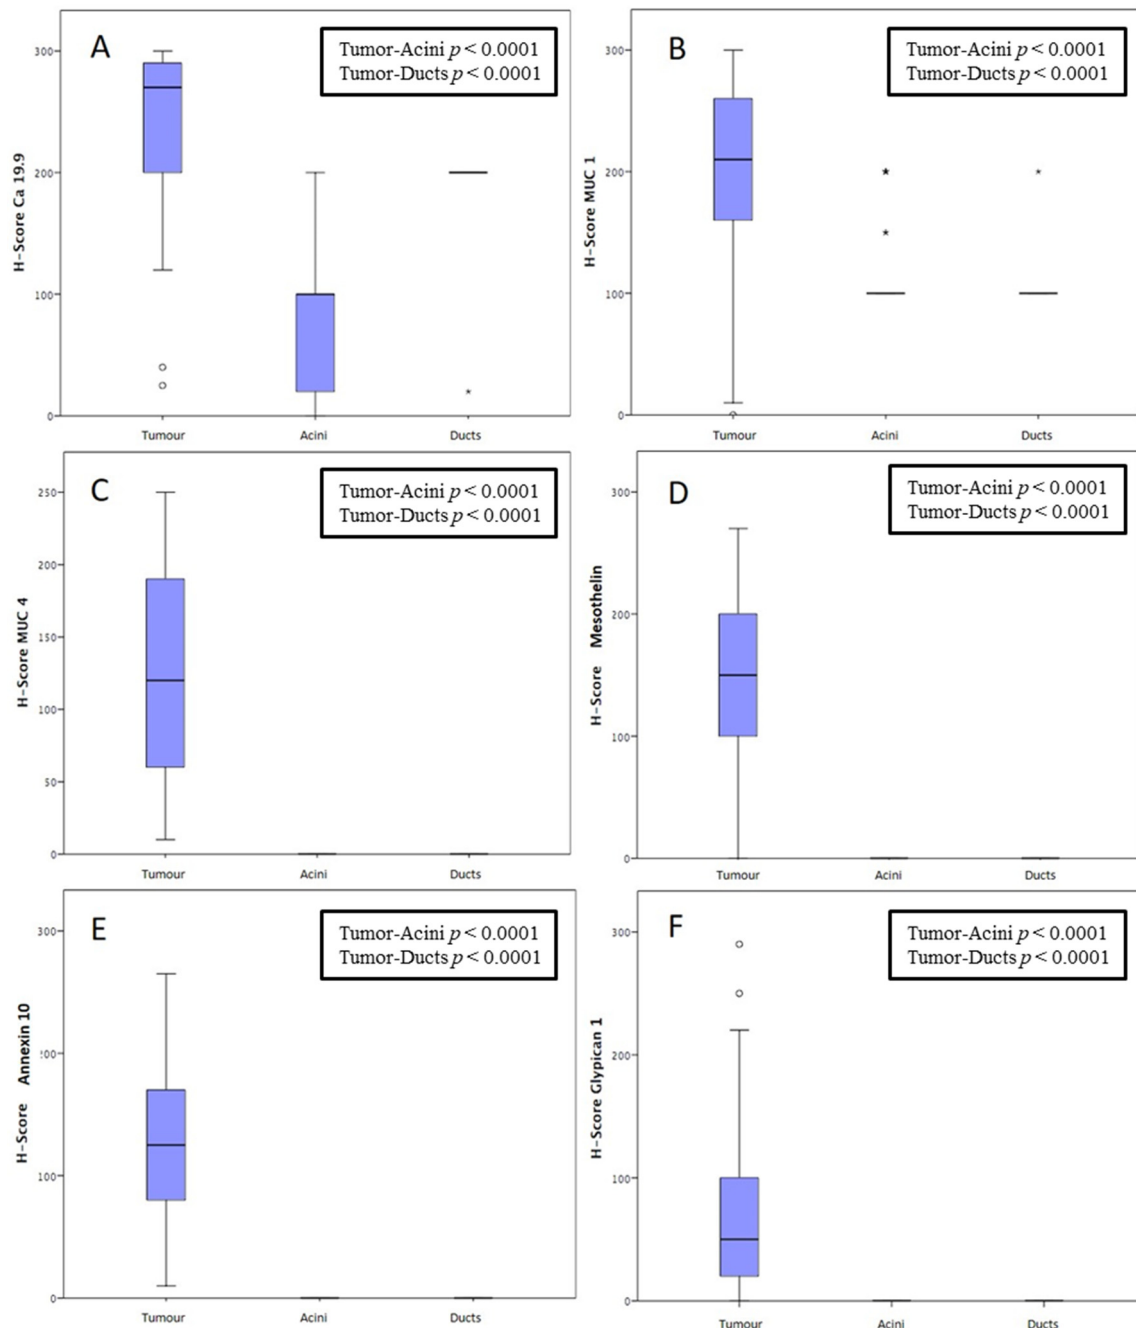 A
Tumor-Acini p < 0.0001
Tumor-Ducts p < 0.0001
H-Score Ca 19.9
300
200
100
0
Tumour Acini Ducts
B
Tumor-Acini p < 0.0001
Tumor-Ducts p < 0.0001
H-Score MUC 1
300
200
100
0
Tumour Acini Ducts
C
Tumor-Acini p < 0.0001
Tumor-Ducts p < 0.0001
H-Score MUC 4
250
200
150
100
50
0
Tumour Acini Ducts
D
Tumor-Acini p < 0.0001
Tumor-Ducts p < 0.0001
H-Score Mesothelin
300
200
100
0
Tumour Acini Ducts
E
Tumor-Acini p < 0.0001
Tumor-Ducts p < 0.0001
H-Score Annexin 10
300
200
100
0
Tumour Acini Ducts
F
Tumor-Acini p < 0.0001
Tumor-Ducts p < 0.0001
H-Score Glypican 1
300
200
100
0
Tumour Acini Ducts